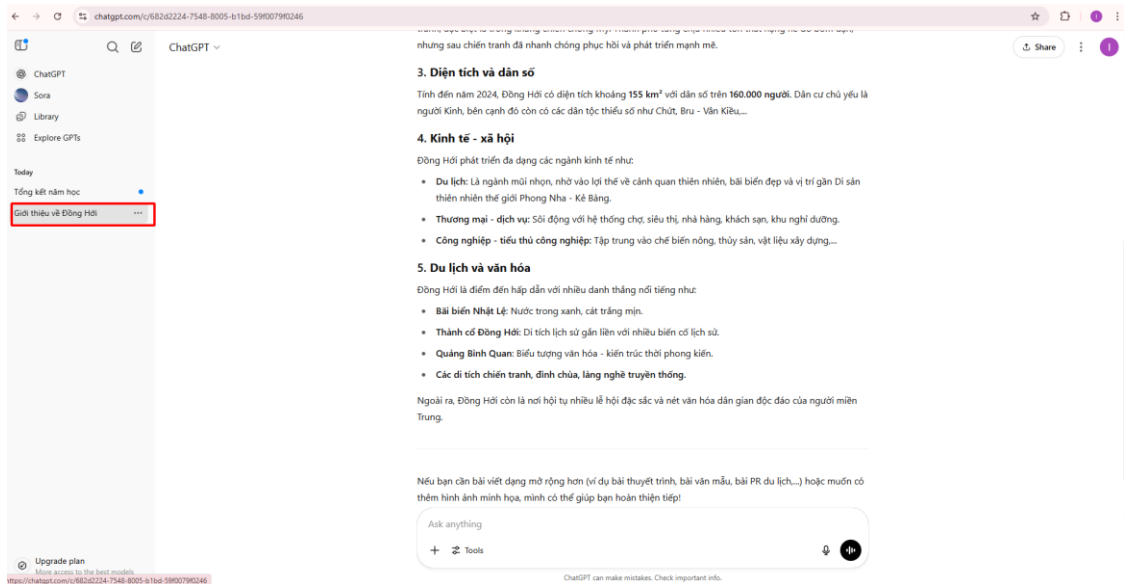 chatgpt.com/c/682d2224-7548-8005-b1bd-59f0079f0246
ChatGPT
Share
I
ChatGPT
Sora
Library
Explore GPTs
Today
Tổng kết năm học
Giới thiệu về Đồng Hới
nhưng sau chiến tranh đã nhanh chóng phục hồi và phát triển mạnh mẽ.
3. Diện tích và dân số
Tính đến năm 2024, Đồng Hới có diện tích khoảng 155 km² với dân số trên 160.000 người. Dân cư chủ yếu là
người Kinh, bên cạnh đó còn có các dân tộc thiểu số như Chứt, Bru - Vân Kiều,...
4. Kinh tế - xã hội
Đồng Hới phát triển đa dạng các ngành kinh tế như:
• Du lịch: Là ngành mũi nhọn, nhờ vào lợi thế về cảnh quan thiên nhiên, bãi biển đẹp và vị trí gần Di sản
thiên nhiên thế giới Phong Nha - Kẻ Bàng.
• Thương mại - dịch vụ: Sôi động với hệ thống chợ, siêu thị, nhà hàng, khách sạn, khu nghỉ dưỡng.
• Công nghiệp - tiểu thủ công nghiệp: Tập trung vào chế biến nông, thủy sản, vật liệu xây dựng,...
5. Du lịch và văn hóa
Đồng Hới là điểm đến hấp dẫn với nhiều danh thắng nổi tiếng như:
• Bãi biển Nhật Lệ: Nước trong xanh, cát trắng mịn.
• Thành cổ Đồng Hới: Di tích lịch sử gắn liền với nhiều biến cố lịch sử.
• Quảng Bình Quan: Biểu tượng văn hóa - kiến trúc thời phong kiến.
• Các di tích chiến tranh, đình chùa, làng nghề truyền thống.
Ngoài ra, Đồng Hới còn là nơi hội tụ nhiều lễ hội đặc sắc và nét văn hóa dân gian độc đáo của người miền
Trung.
Nếu bạn cần bài viết dạng mở rộng hơn (ví dụ bài thuyết trình, bài văn mẫu, bài PR du lịch,...) hoặc muốn có
thêm hình ảnh minh họa, mình có thể giúp bạn hoàn thiện tiếp!
Ask anything
Tools
ChatGPT can make mistakes. Check important info.
Upgrade plan
More access to the best models
https://chatgpt.com/c/682d2224-7548-8005-b1bd-59f0079f0246